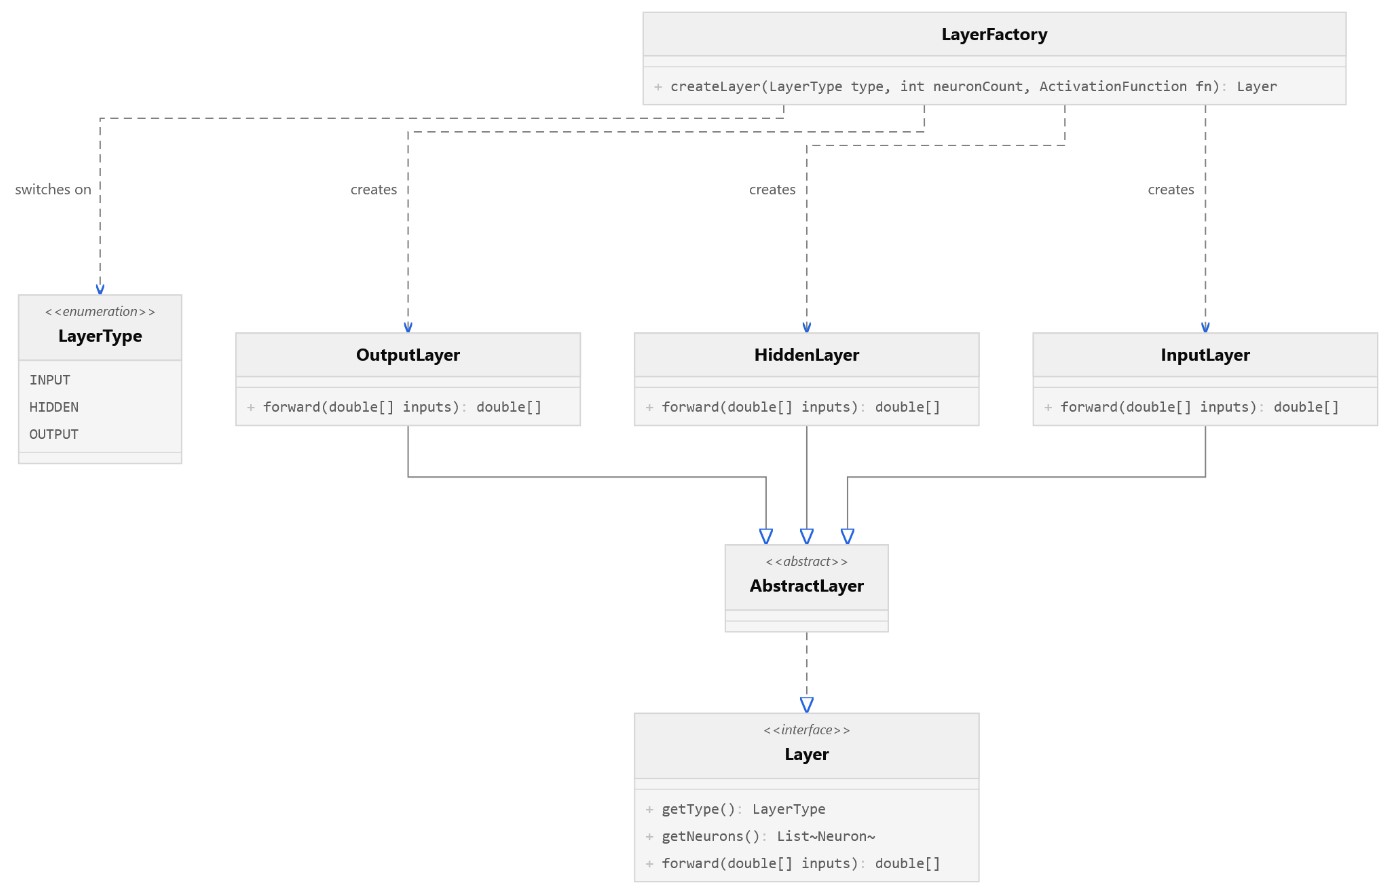 LayerFactory
+ createLayer(LayerType type, int neuronCount, ActivationFunction fn): Layer
switches on
creates
creates
creates
<<enumeration>>
LayerType
INPUT
HIDDEN
OUTPUT
OutputLayer
+ forward(double[] inputs): double[]
HiddenLayer
+ forward(double[] inputs): double[]
InputLayer
+ forward(double[] inputs): double[]
<<abstract>>
AbstractLayer
<<interface>>
Layer
+ getType(): LayerType
+ getNeurons(): List~Neuron~
+ forward(double[] inputs): double[]